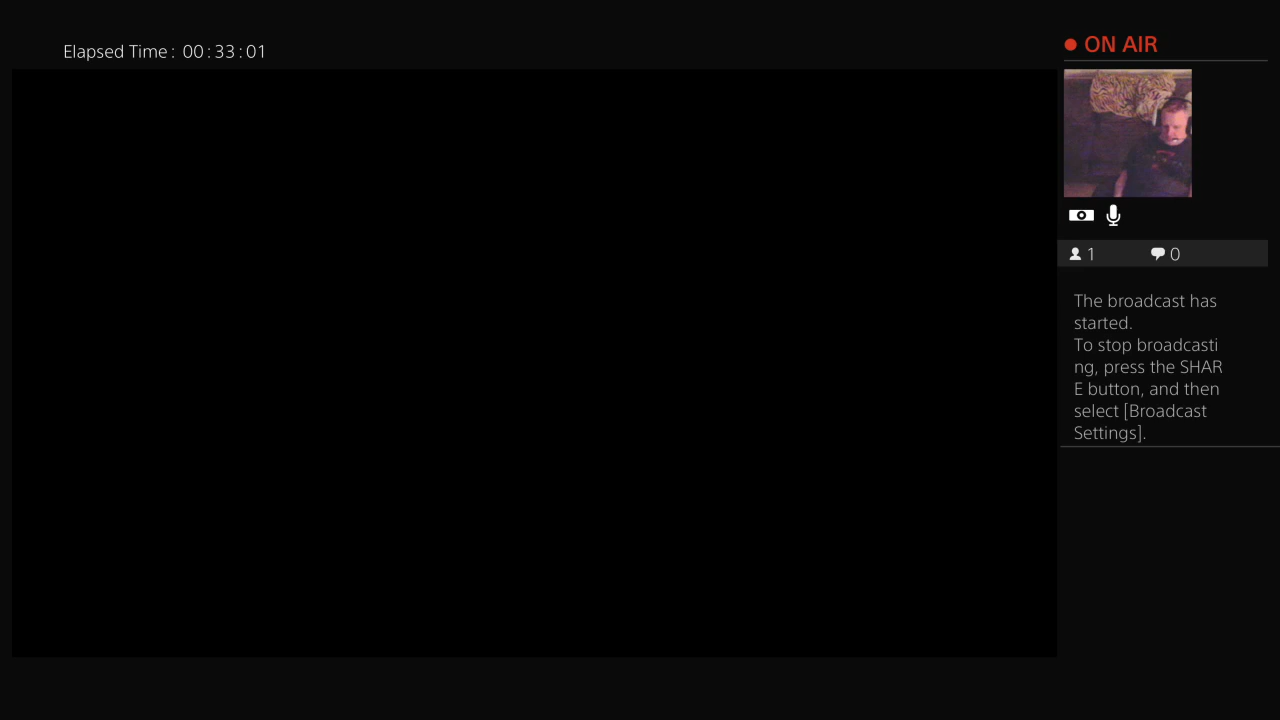 Elapsed Time : 00 : 33 : 01
ON AIR
1 0
The broadcast has
started.
To stop broadcasti
ng, press the SHAR
E button, and then
select [Broadcast
Settings].